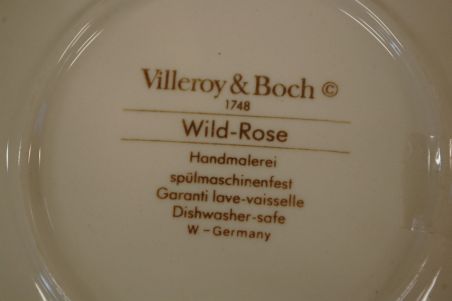 Villeroy & Boch ©
1748
Wild-Rose
Handmalerei
spülmaschinenfest
Garanti lave-vaisselle
Dishwasher-safe
W-Germany